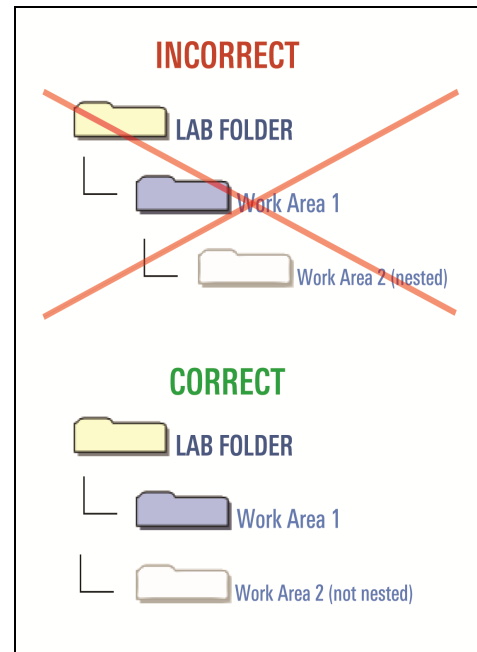 INCORRECT
LAB FOLDER
Work Area 1
Work Area 2 (nested)
CORRECT
LAB FOLDER
Work Area 1
Work Area 2 (not nested)